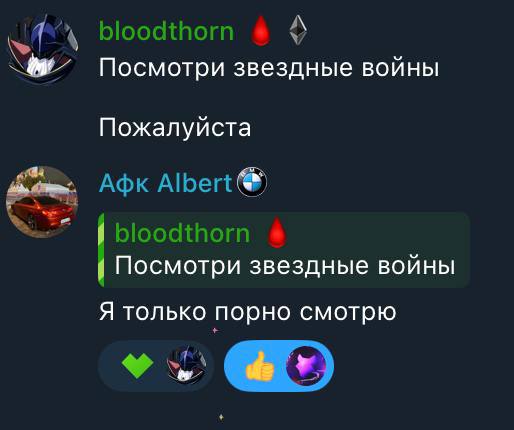 bloodthorn
Посмотри звездные войны
Пожалуйста
Афк Albert
bloodthorn
Посмотри звездные войны
Я только порно смотрю